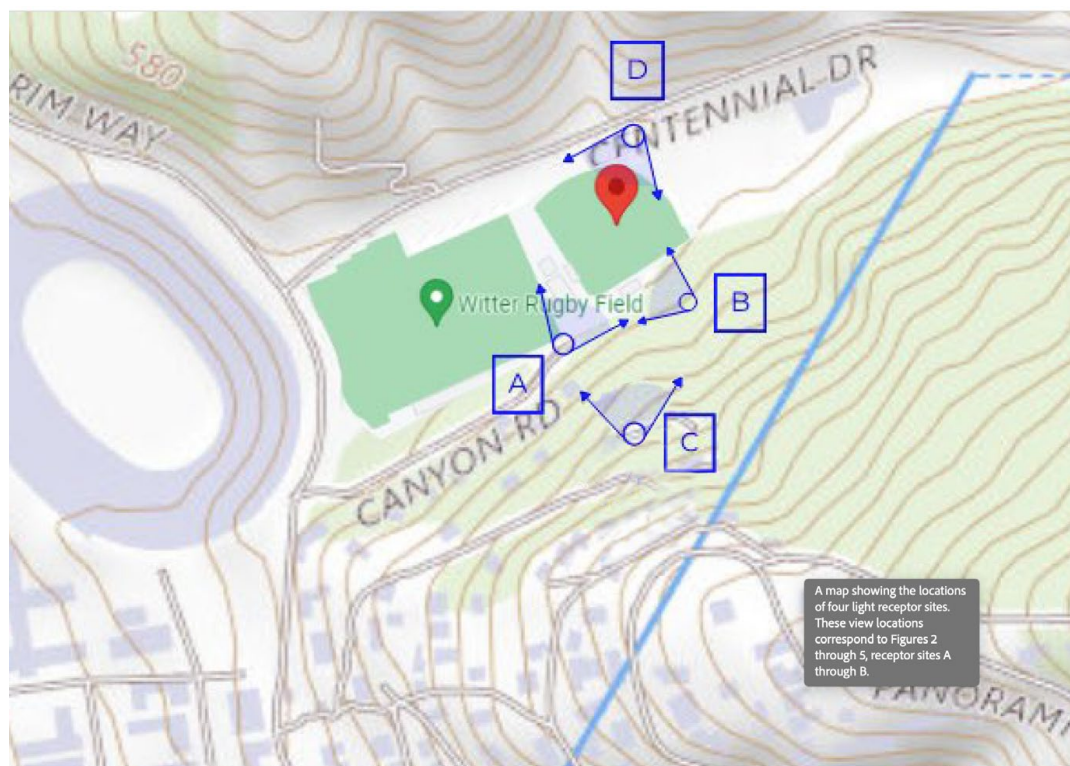 D
580
RIM WAY
CENTENNIAL DR
Witter Rugby Field
B
A
C
CANYON RD
A map showing the locations
of four light receptor sites.
These view locations
correspond to Figures 2
through 5, receptor sites A
through B.
PANORAMI